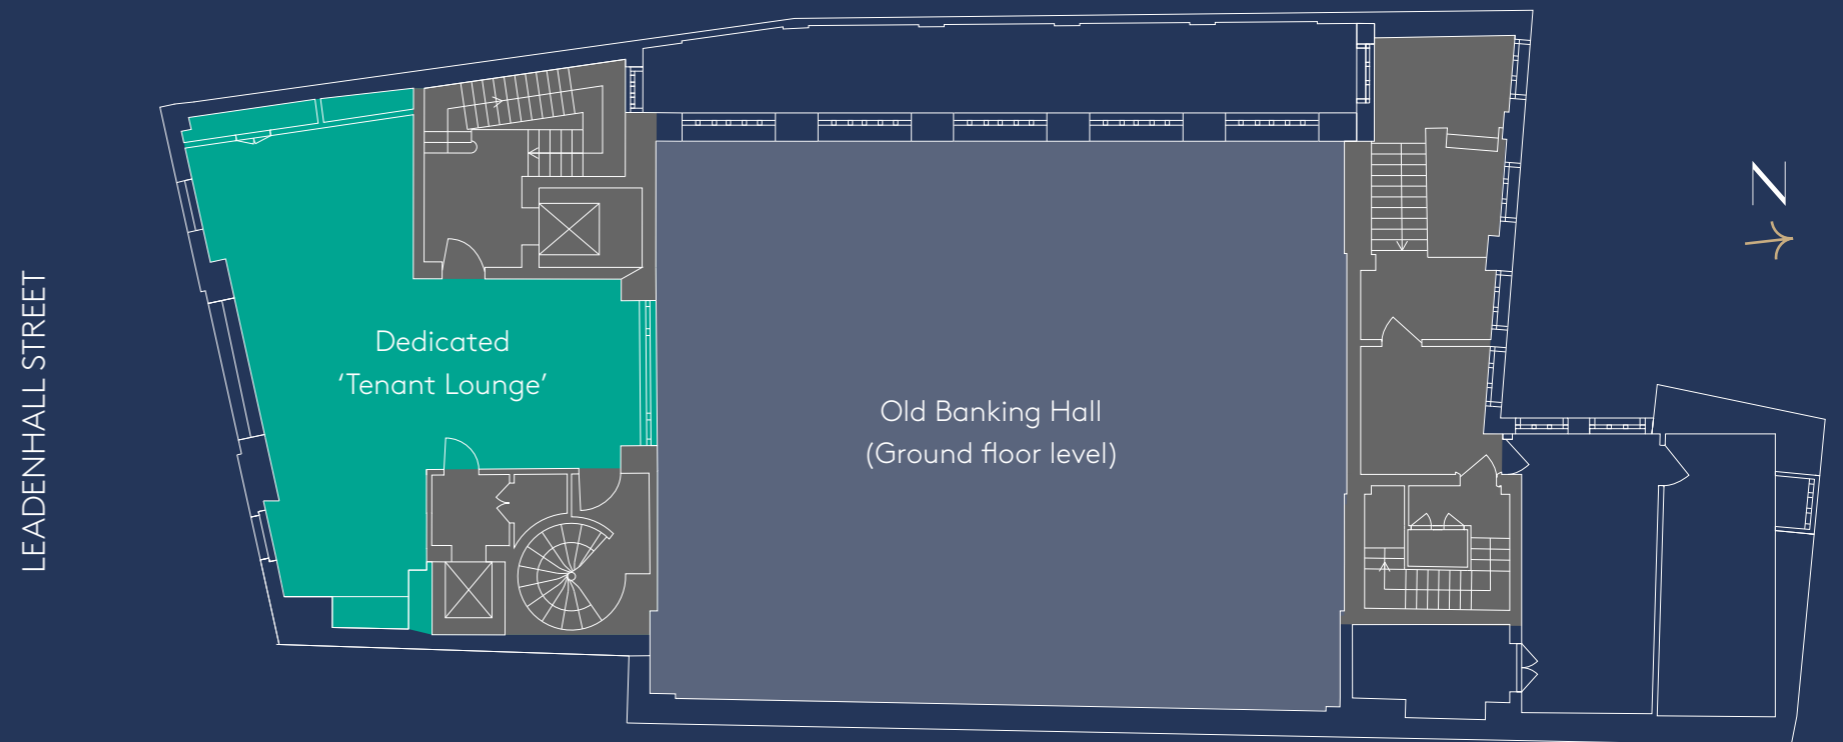 LEADENHALL STREET
Dedicated
‘Tenant Lounge’
Old Banking Hall
(Ground floor level)
N